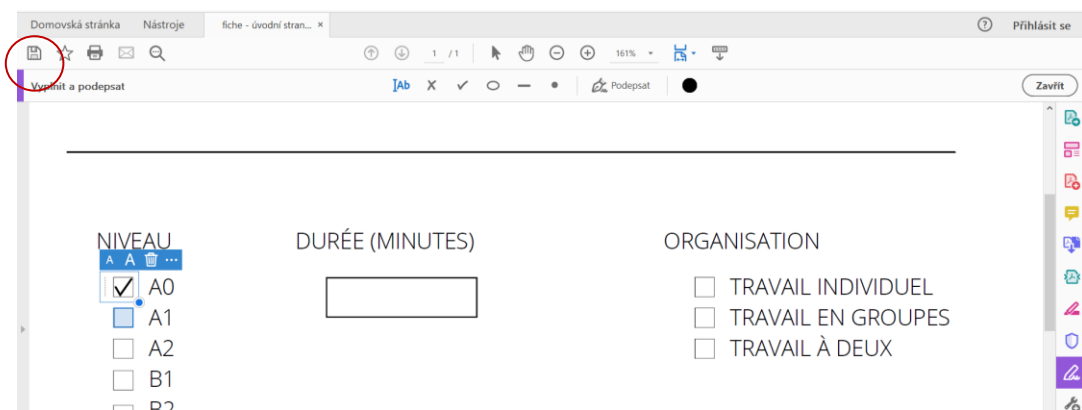 Domovská stránka Nástroje fiche - úvodní stran... × ? Přihlásit se
1 / 1 161%
Vyplnit a podepsat Ab X Podepsat Zavřít
NIVEAU DURÉE (MINUTES) ORGANISATION
A A ...
A0 TRAVAIL INDIVIDUEL
A1 TRAVAIL EN GROUPES
A2 TRAVAIL À DEUX
B1
B2